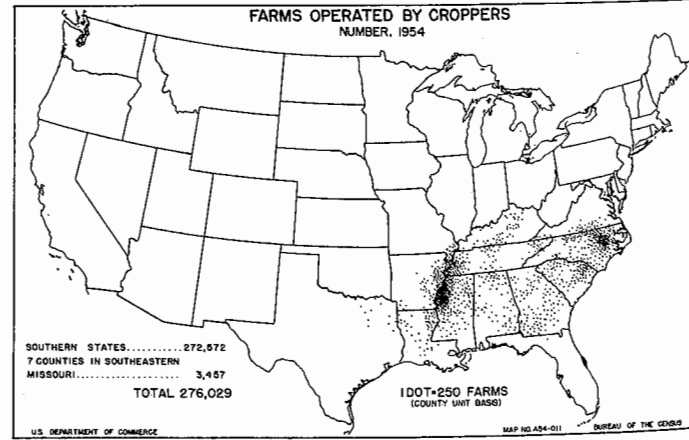 FARMS OPERATED BY CROPPERS
NUMBER, 1954
SOUTHERN STATES...........272,572
7 COUNTIES IN SOUTHEASTERN
MISSOURI.................... 3,457
TOTAL 276,029
1 DOT=250 FARMS
(COUNTY UNIT BASIS)
U.S. DEPARTMENT OF COMMERCE
MAP NO. A54-011
BUREAU OF THE CENSUS